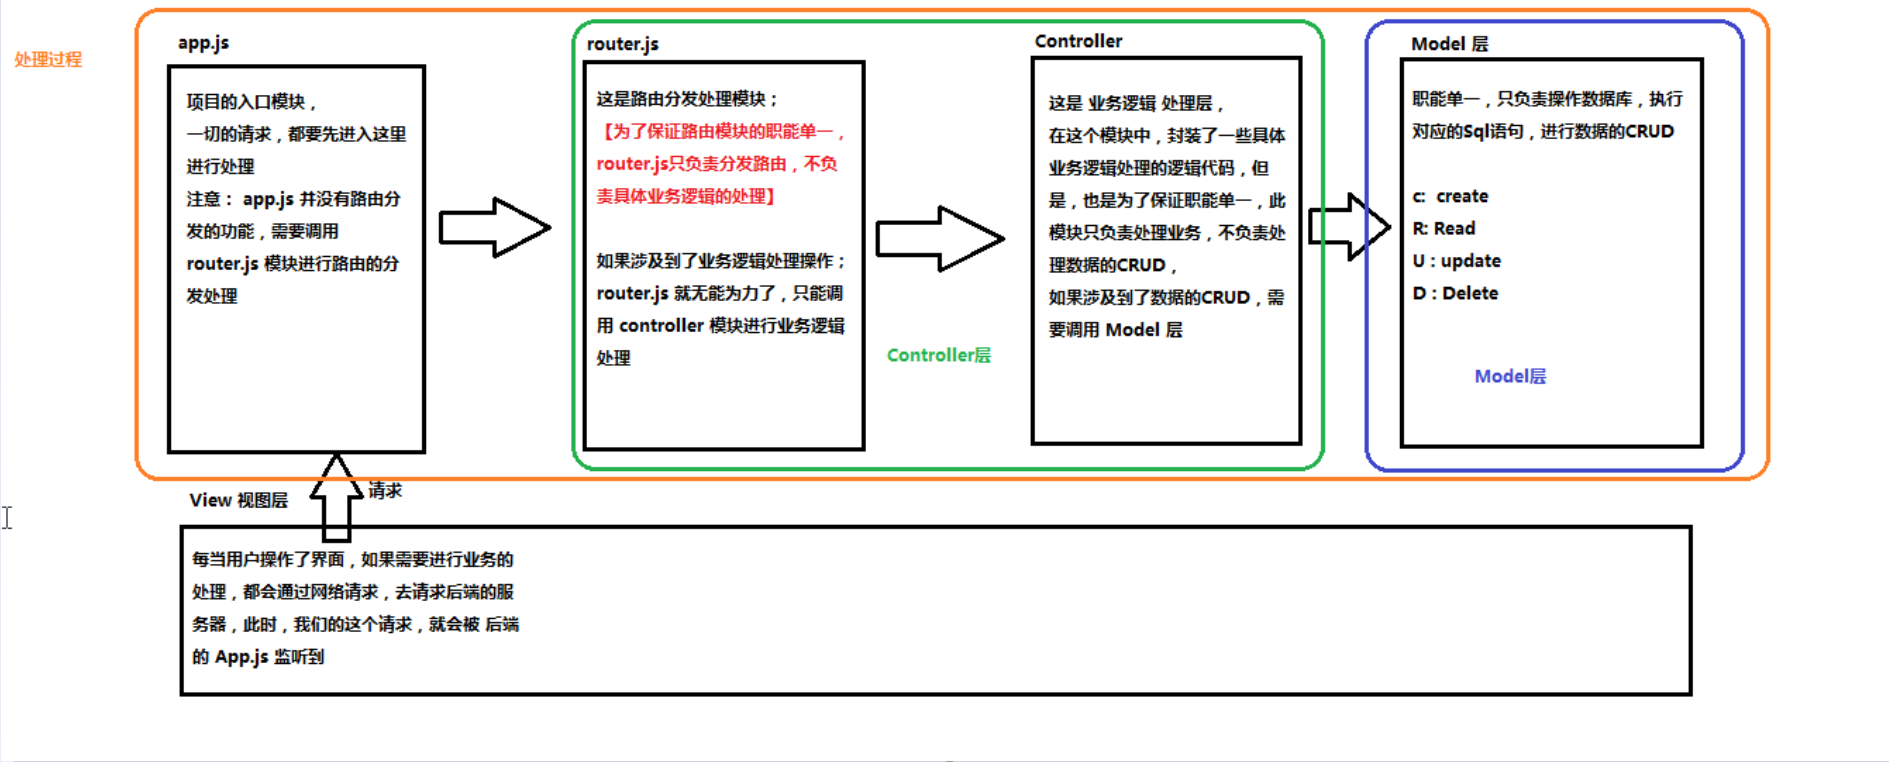 处理过程
app.js
项目的入口模块，
一切的请求，都要先进入这里
进行处理
注意： app.js 并没有路由分
发的功能，需要调用
router.js 模块进行路由的分
发处理
router.js
这是路由分发处理模块；
【为了保证路由模块的职能单一，
router.js只负责分发路由，不负
责具体业务逻辑的处理】
如果涉及到了业务逻辑处理操作；
router.js 就无能为力了，只能调
用 controller 模块进行业务逻辑
处理
Controller层
Controller
这是 业务逻辑 处理层，
在这个模块中，封装了一些具体
业务逻辑处理的逻辑代码，但
是，也是为了保证职能单一，此
模块只负责处理业务，不负责处
理数据的CRUD，
如果涉及到了数据的CRUD，需
要调用 Model 层
Model 层
职能单一，只负责操作数据库，执行
对应的Sql语句，进行数据的CRUD
c: create
R: Read
U : update
D : Delete
Model层
View 视图层
请求
每当用户操作了界面，如果需要进行业务的
处理，都会通过网络请求，去请求后端的服
务器，此时，我们的这个请求，就会被 后端
的 App.js 监听到